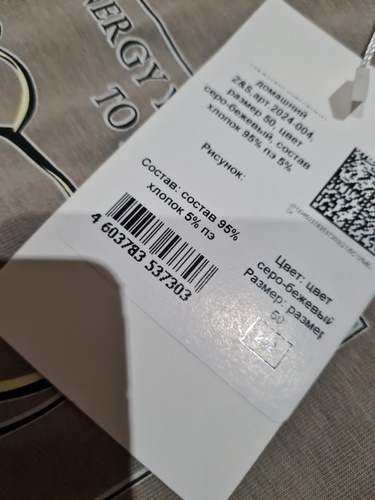 ENERGY
TO
домашний
Z&S,арт 2024-004,
размер 50, цвет
серо-бежевый, состав
хлопок 95% пэ 5%
Рисунок:
Состав: состав 95%
хлопок 5% пэ
4 603783 537303
Цвет: цвет
серо-бежевый
Размер: размер
50